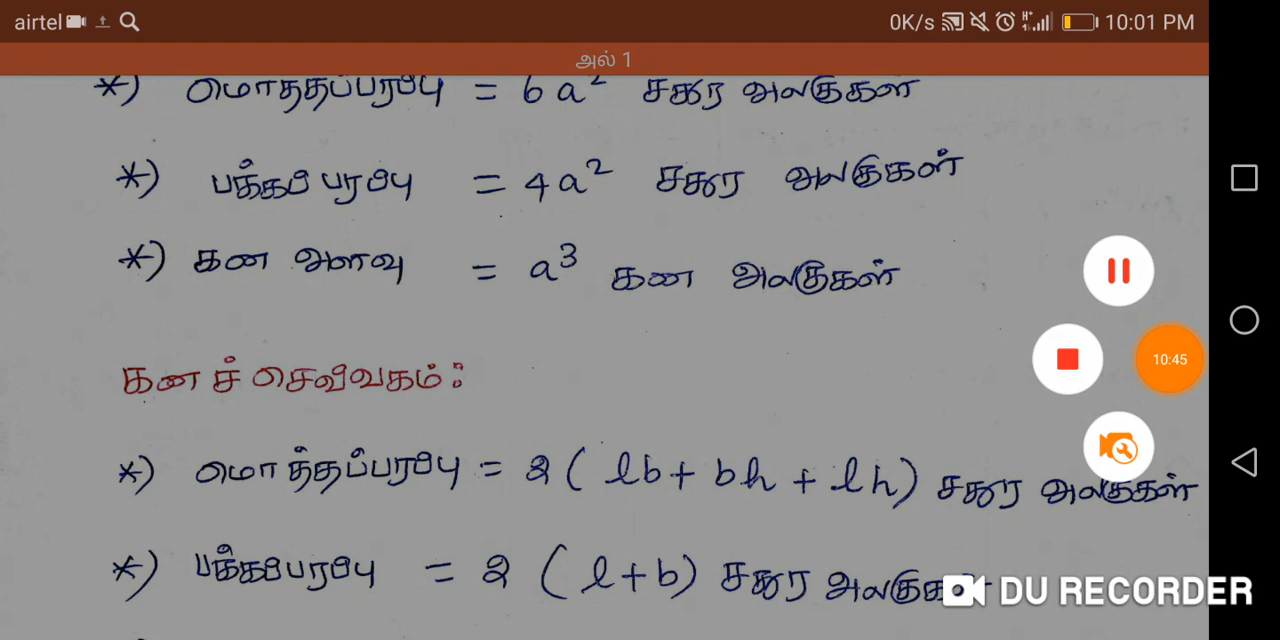 airtel 0K/s 10:01 PM
அல் 1
*) மொத்தப்பரப்பு = 6a² சதுர அலகுகள்
*) பக்கப் பரப்பு = 4a² சதுர அலகுகள்
*) கன அளவு = a³ கன அலகுகள்
கனச் செவ்வகம் :
10:45
*) மொத்தப்பரப்பு = 2 ( lb + bh + lh ) சதுர அலகுகள்
*) பக்கப்பரப்பு = 2 ( l + b ) சதுர அலகுகள்
DU RECORDER